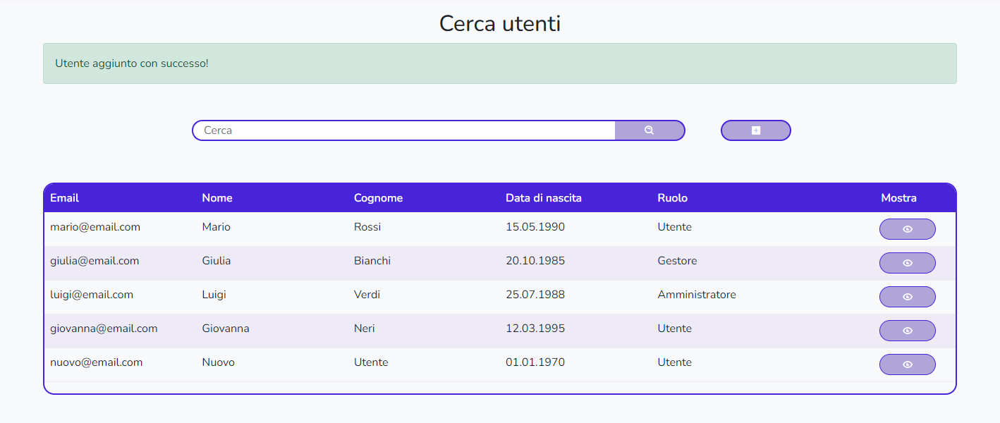 Cerca utenti
Utente aggiunto con successo!
Cerca
Email Nome Cognome Data di nascita Ruolo Mostra
mario@email.com Mario Rossi 15.05.1990 Utente
giulia@email.com Giulia Bianchi 20.10.1985 Gestore
luigi@email.com Luigi Verdi 25.07.1988 Amministratore
giovanna@email.com Giovanna Neri 12.03.1995 Utente
nuovo@email.com Nuovo Utente 01.01.1970 Utente